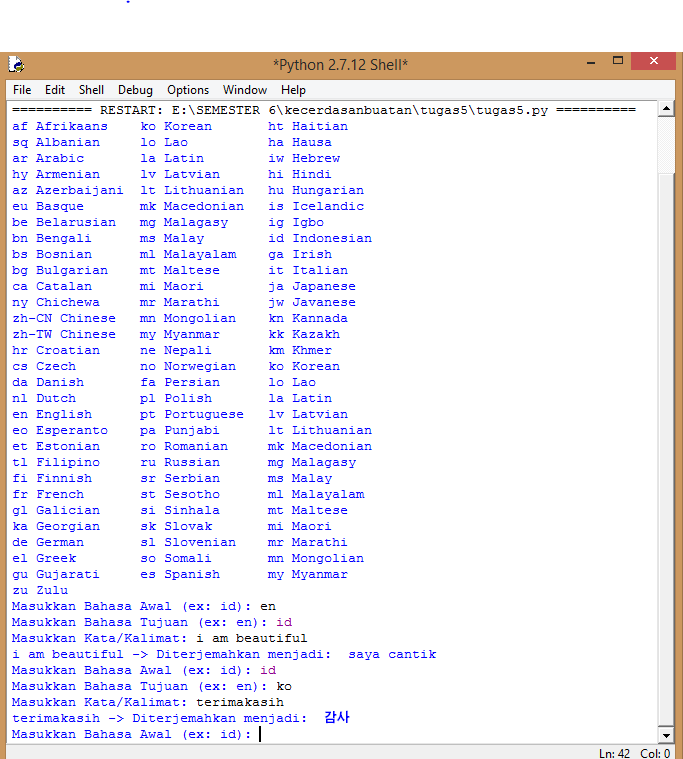 *Python 2.7.12 Shell*
File Edit Shell Debug Options Window Help
========== RESTART: E:\SEMESTER 6\kecerdasanbuatan\tugas5\tugas5.py ==========
af Afrikaans    ko Korean       ht Haitian
sq Albanian     lo Lao          ha Hausa
ar Arabic       la Latin        iw Hebrew
hy Armenian     lv Latvian      hi Hindi
az Azerbaijani  lt Lithuanian   hu Hungarian
eu Basque       mk Macedonian   is Icelandic
be Belarusian   mg Malagasy     ig Igbo
bn Bengali      ms Malay        id Indonesian
bs Bosnian      ml Malayalam    ga Irish
bg Bulgarian    mt Maltese      it Italian
ca Catalan      mi Maori        ja Japanese
ny Chichewa     mr Marathi      jw Javanese
zh-CN Chinese   mn Mongolian    kn Kannada
zh-TW Chinese   my Myanmar      kk Kazakh
hr Croatian     ne Nepali       km Khmer
cs Czech        no Norwegian    ko Korean
da Danish       fa Persian      lo Lao
nl Dutch        pl Polish       la Latin
en English      pt Portuguese   lv Latvian
eo Esperanto    pa Punjabi      lt Lithuanian
et Estonian     ro Romanian     mk Macedonian
tl Filipino     ru Russian      mg Malagasy
fi Finnish      sr Serbian      ms Malay
fr French       st Sesotho      ml Malayalam
gl Galician     si Sinhala      mt Maltese
ka Georgian     sk Slovak       mi Maori
de German       sl Slovenian    mr Marathi
el Greek        so Somali       mn Mongolian
gu Gujarati     es Spanish      my Myanmar
zu Zulu
Masukkan Bahasa Awal (ex: id): en
Masukkan Bahasa Tujuan (ex: en): id
Masukkan Kata/Kalimat: i am beautiful
i am beautiful -> Diterjemahkan menjadi:  saya cantik
Masukkan Bahasa Awal (ex: id): id
Masukkan Bahasa Tujuan (ex: en): ko
Masukkan Kata/Kalimat: terimakasih
terimakasih -> Diterjemahkan menjadi:  감사
Masukkan Bahasa Awal (ex: id):
Ln: 42 Col: 0